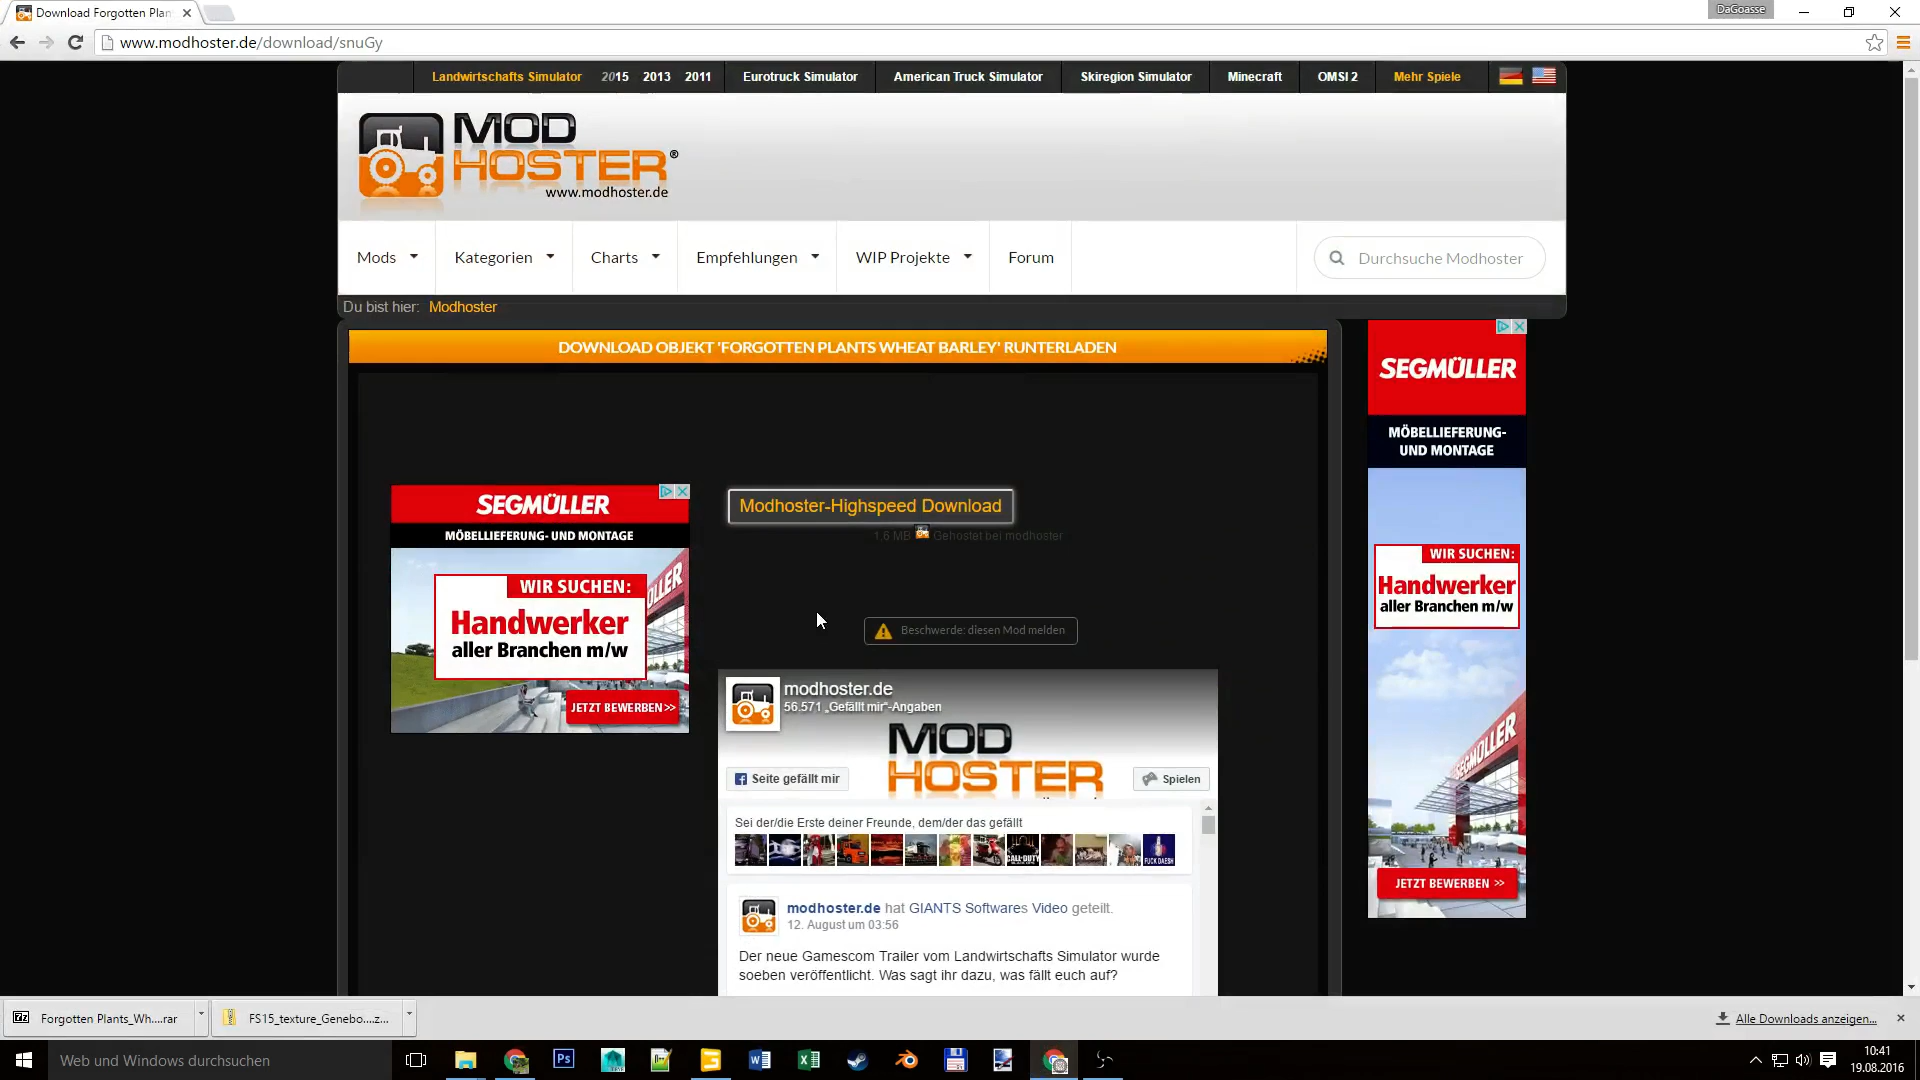 Download Forgotten Plan
DaGoasse
www.modhoster.de/download/snuGy
Landwirtschafts Simulator 2015 2013 2011 Eurotruck Simulator American Truck Simulator Skiregion Simulator Minecraft OMSI 2 Mehr Spiele
MOD
HOSTER®
www.modhoster.de
Mods Kategorien Charts Empfehlungen WIP Projekte Forum Durchsuche Modhoster
Du bist hier: Modhoster
DOWNLOAD OBJEKT 'FORGOTTEN PLANTS WHEAT BARLEY' RUNTERLADEN
SEGMÜLLER
MÖBELLIEFERUNG- UND MONTAGE
WIR SUCHEN:
Handwerker
aller Branchen m/w
JETZT BEWERBEN>>
Modhoster-Highspeed Download
1,6 MB Gehostet bei modhoster
Beschwerde: diesen Mod melden
modhoster.de
56.571 „Gefällt mir"-Angaben
MOD
HOSTER
Seite gefällt mir
Spielen
Sei der/die Erste deiner Freunde, dem/der das gefällt
CALL-DUTY
FUCK DAESH
modhoster.de hat GIANTS Softwares Video geteilt.
12. August um 03:56
Der neue Gamescom Trailer vom Landwirtschafts Simulator wurde
soeben veröffentlicht. Was sagt ihr dazu, was fällt euch auf?
SEGMÜLLER
MÖBELLIEFERUNG-
UND MONTAGE
WIR SUCHEN:
Handwerker
aller Branchen m/w
SEGMÜLLER
JETZT BEWERBEN >>
Forgotten Plants_Wh....rar
FS15_texture_Genebo....z...
Alle Downloads anzeigen...
Web und Windows durchsuchen
Ps
10:41
19.08.2016